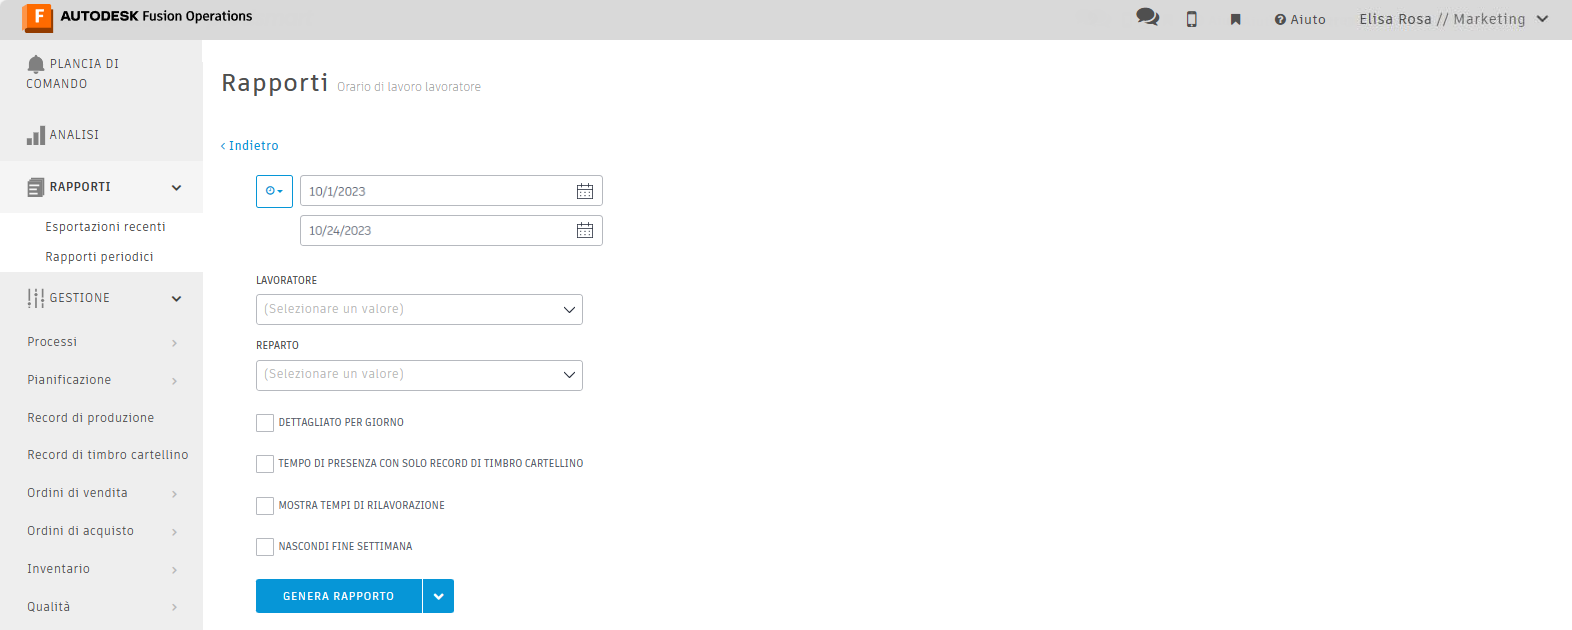 F AUTODESK Fusion Operations
Aiuto
Elisa Rosa // Marketing
PLANCIA DI
COMANDO
ANALISI
RAPPORTI
Esportazioni recenti
Rapporti periodici
GESTIONE
Processi
Pianificazione
Record di produzione
Record di timbro cartellino
Ordini di vendita
Ordini di acquisto
Inventario
Qualità
Rapporti Orario di lavoro lavoratore
‹ Indietro
10/1/2023
10/24/2023
LAVORATORE
(Selezionare un valore)
REPARTO
(Selezionare un valore)
DETTAGLIATO PER GIORNO
TEMPO DI PRESENZA CON SOLO RECORD DI TIMBRO CARTELLINO
MOSTRA TEMPI DI RILAVORAZIONE
NASCONDI FINE SETTIMANA
GENERA RAPPORTO